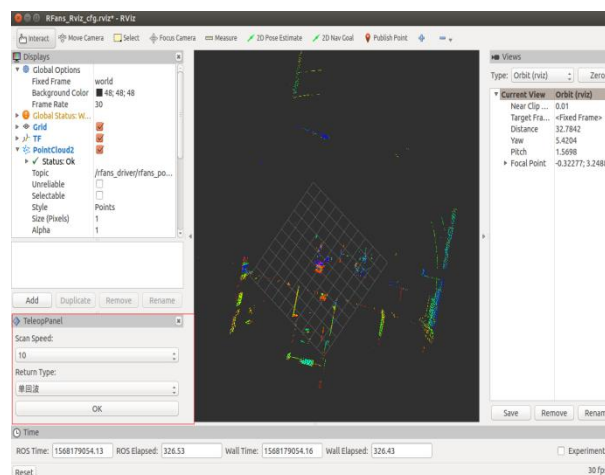 RFans_Rviz_cfg.rviz* - RViz
Interact Move Camera Select Focus Camera Measure 2D Pose Estimate 2D Nav Goal Publish Point
Displays
Global Options
Fixed Frame world
Background Color 48; 48; 48
Frame Rate 30
Global Status: W...
Grid
TF
PointCloud2
Status: Ok
Topic /rfans_driver/rfans_po...
Unreliable
Selectable
Style Points
Size (Pixels) 1
Alpha 1
Add Duplicate Remove Rename
TeleopPanel
Scan Speed:
10
Return Type:
单回波
OK
Views
Type: Orbit (rviz) Zero
Current View Orbit (rviz)
Near Clip ... 0.01
Target Fra... <Fixed Frame>
Distance 32.7842
Yaw 5.4204
Pitch 1.5698
Focal Point -0.32277; 3.248
Save Remove Renam
Time
ROS Time: 1568179054.13 ROS Elapsed: 326.53 Wall Time: 1568179054.16 Wall Elapsed: 326.43 Experiment
Reset 30 fp